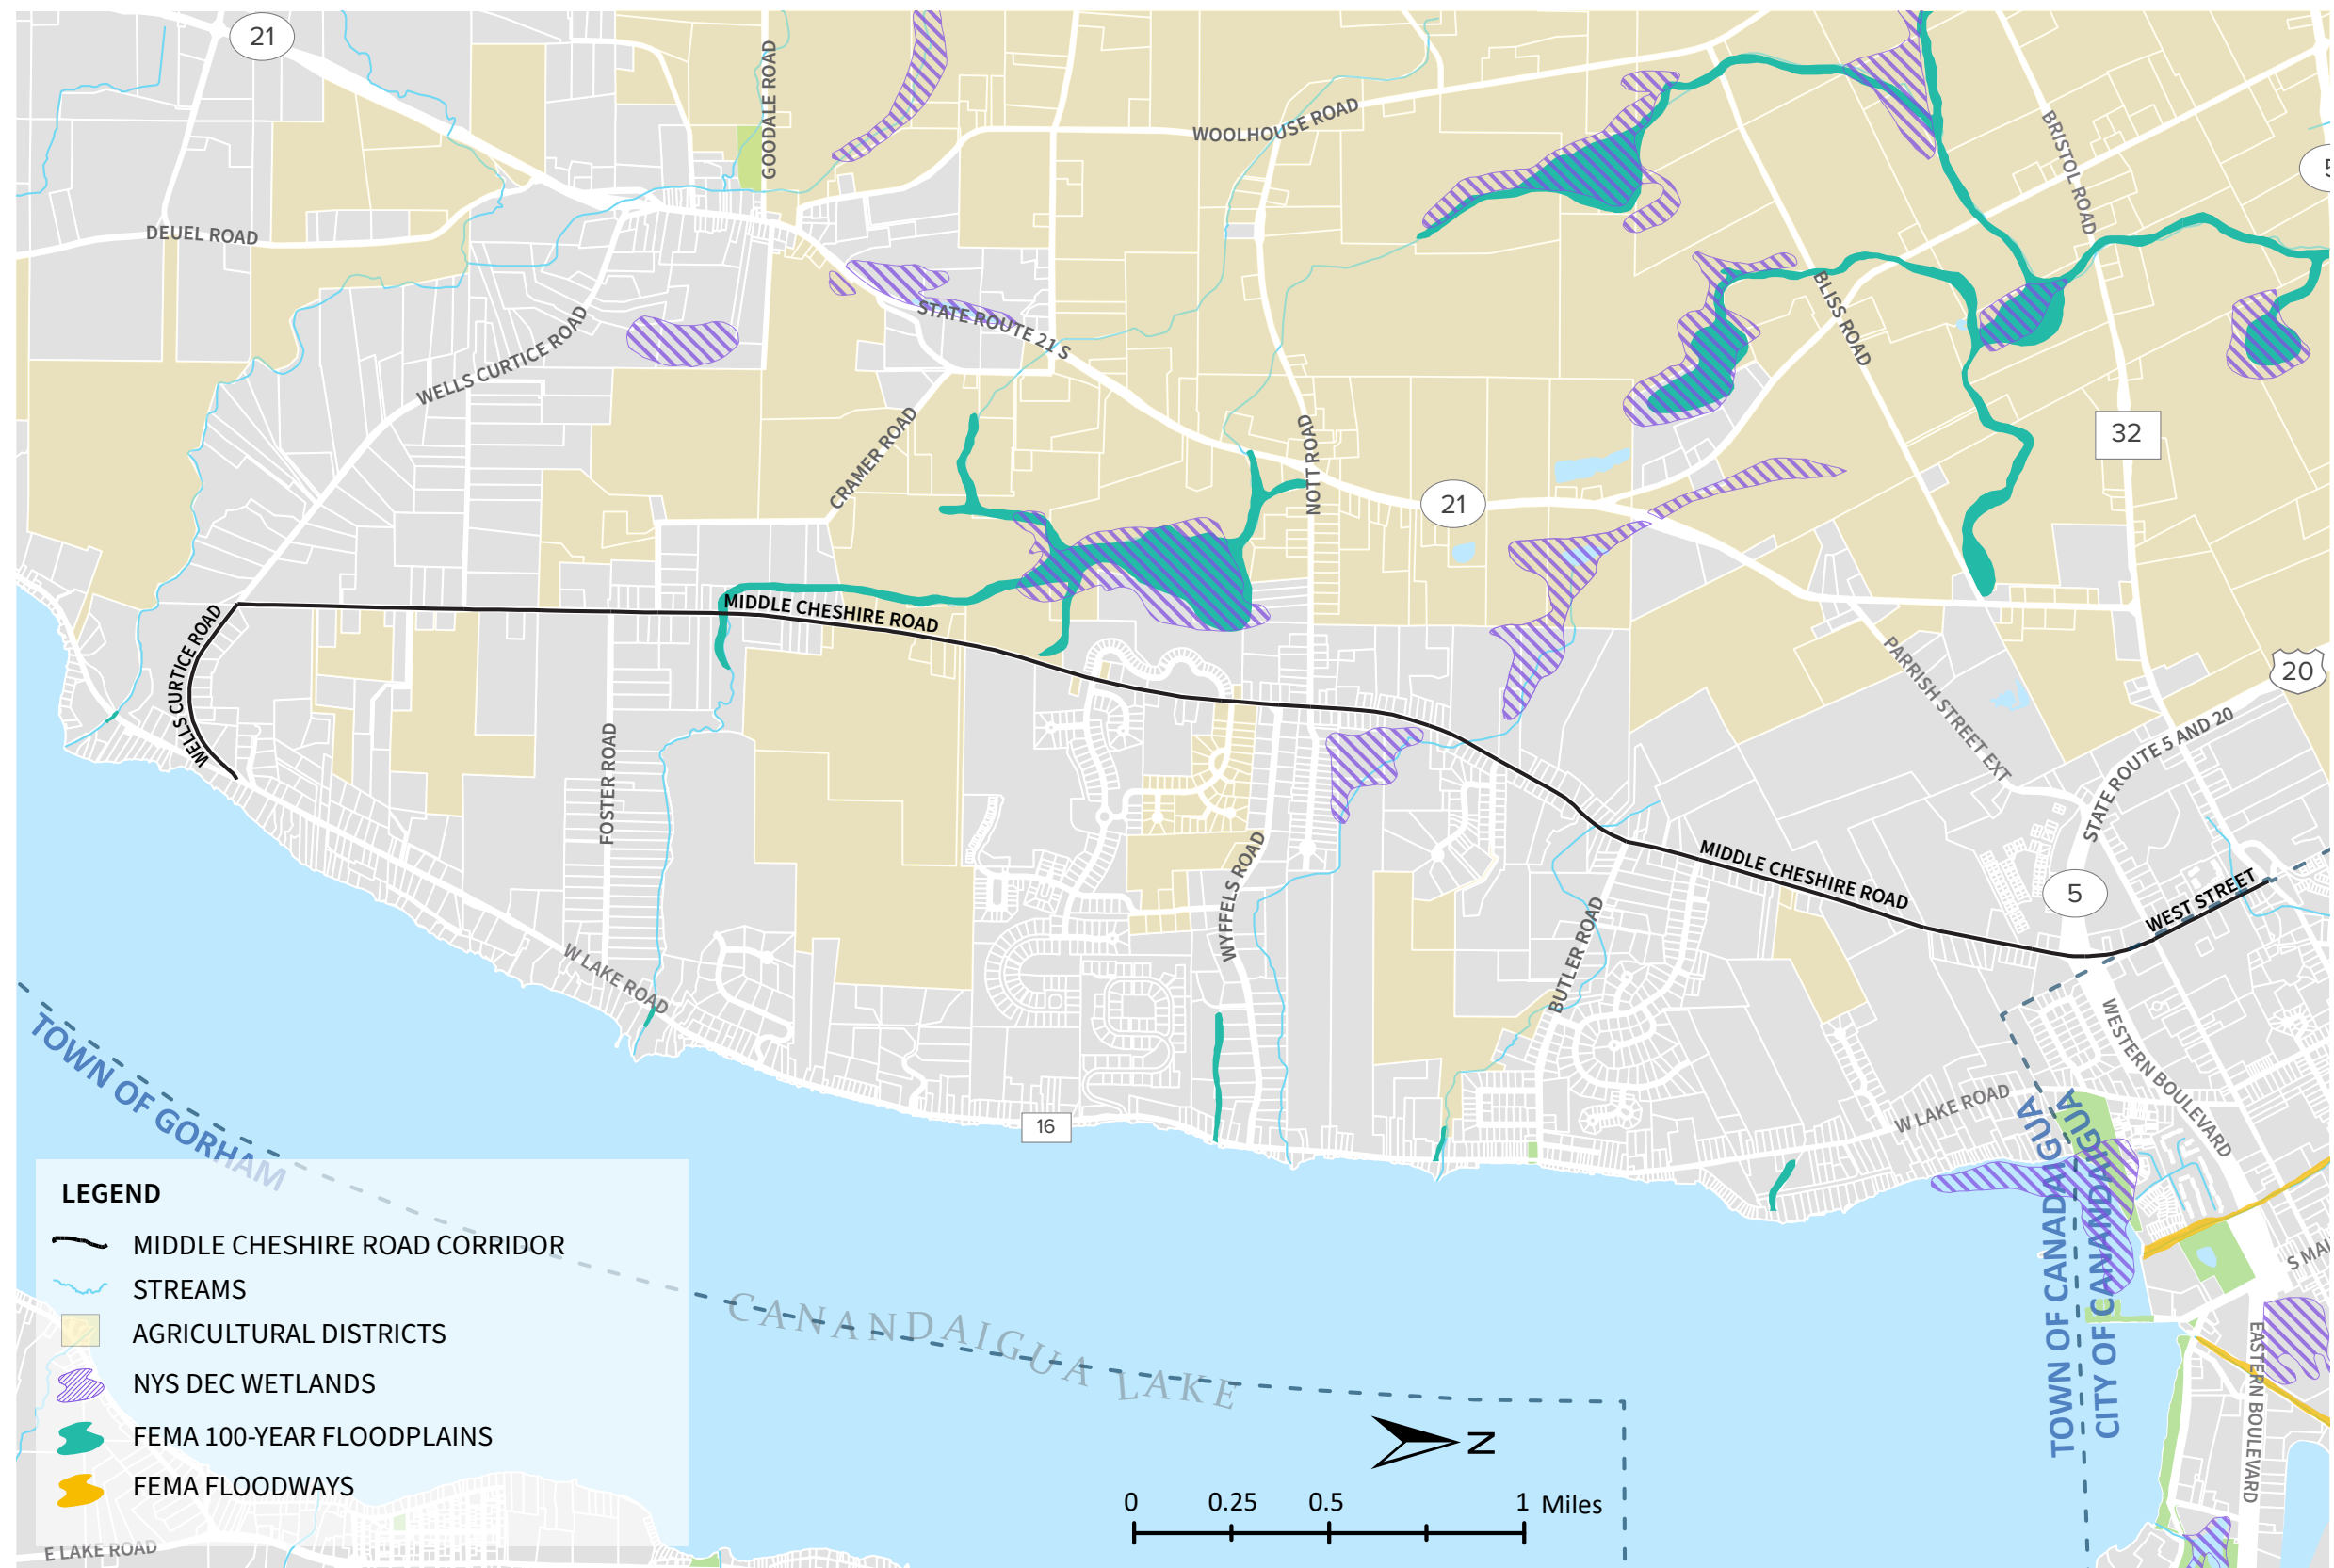 21
GOODALE ROAD
WOOLHOUSE ROAD
BRISTOL ROAD
5
DEUEL ROAD
WELLS CURTICE ROAD
STATE ROUTE 21 S
BLISS ROAD
CRAMER ROAD
NOTT ROAD
32
21
MIDDLE CHESHIRE ROAD
WELLS CURTICE ROAD
PARRISH STREET EXT
20
STATE ROUTE 5 AND 20
FOSTER ROAD
WYFFELS ROAD
MIDDLE CHESHIRE ROAD
5
WEST STREET
BUTLER ROAD
W LAKE ROAD
WESTERN BOULEVARD
TOWN OF GORHAM
16
W LAKE ROAD
TOWN OF CANADAIGUA
CITY OF CANANDAIGUA
S MAI
EASTERN BOULEVARD
CANANDAIGUA LAKE
LEGEND
MIDDLE CHESHIRE ROAD CORRIDOR
STREAMS
AGRICULTURAL DISTRICTS
NYS DEC WETLANDS
FEMA 100-YEAR FLOODPLAINS
FEMA FLOODWAYS
E LAKE ROAD
N
0 0.25 0.5 1 Miles